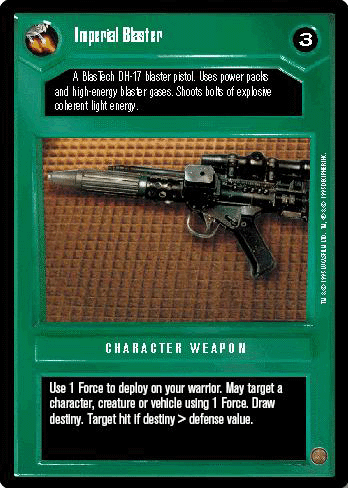 Imperial Blaster
3
A BlasTech DH-17 blaster pistol. Uses power packs
and high-energy blaster gases. Shoots bolts of explosive
coherent light energy.
CHARACTER WEAPON
Use 1 Force to deploy on your warrior. May target a
character, creature or vehicle using 1 Force. Draw
destiny. Target hit if destiny > defense value.